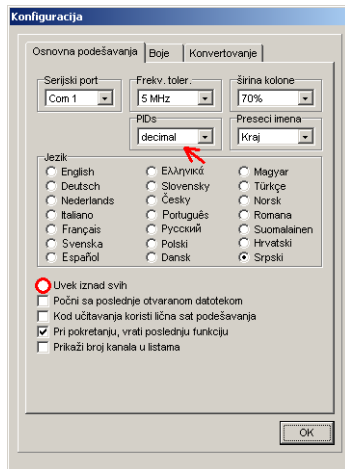 Konfiguracija
Osnovna podešavanja Boje Konvertovanje
Serijski port Frekv. toler. širina kolone
Com 1 5 MHz 70%
PIDs Preseci imena
decimal Kraj
Jezik
English Ελληνικά Magyar
Deutsch Slovensky Türkçe
Nederlands Česky Norsk
Italiano Português Romana
Français Русский Suomalainen
Svenska Polski Hrvatski
Español Dansk Srpski
Uvek iznad svih
Počni sa poslednje otvaranom datotekom
Kod učitavanja koristi lična sat podešavanja
Pri pokretanju, vrati poslednju funkciju
Prikaži broj kanala u listama
OK